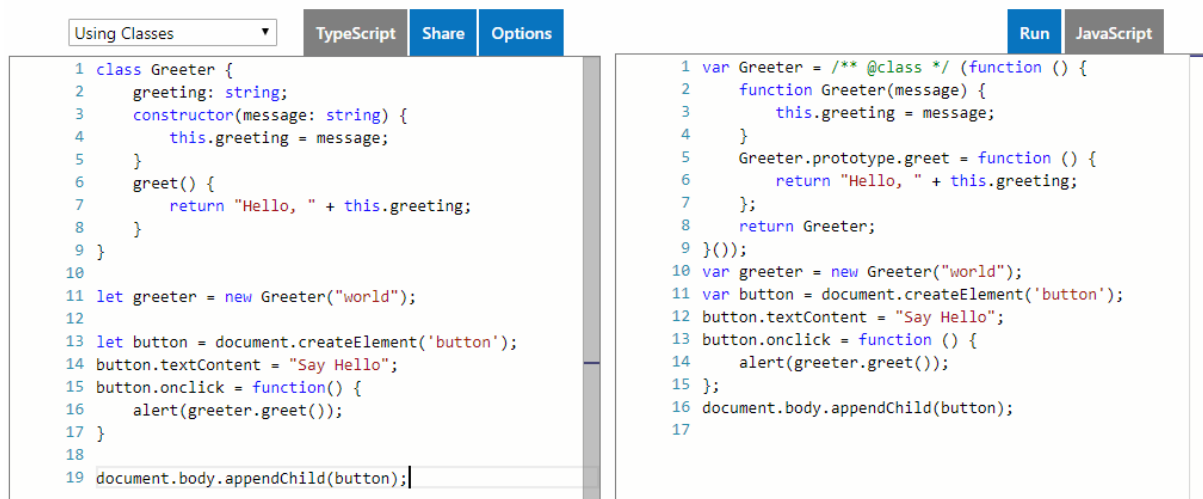 Using Classes ▼ TypeScript Share Options
1 class Greeter {
2     greeting: string;
3     constructor(message: string) {
4         this.greeting = message;
5     }
6     greet() {
7         return "Hello, " + this.greeting;
8     }
9 }
10
11 let greeter = new Greeter("world");
12
13 let button = document.createElement('button');
14 button.textContent = "Say Hello";
15 button.onclick = function() {
16     alert(greeter.greet());
17 }
18
19 document.body.appendChild(button);
Run JavaScript
1 var Greeter = /** @class */ (function () {
2     function Greeter(message) {
3         this.greeting = message;
4     }
5     Greeter.prototype.greet = function () {
6         return "Hello, " + this.greeting;
7     };
8     return Greeter;
9 }());
10 var greeter = new Greeter("world");
11 var button = document.createElement('button');
12 button.textContent = "Say Hello";
13 button.onclick = function () {
14     alert(greeter.greet());
15 };
16 document.body.appendChild(button);
17